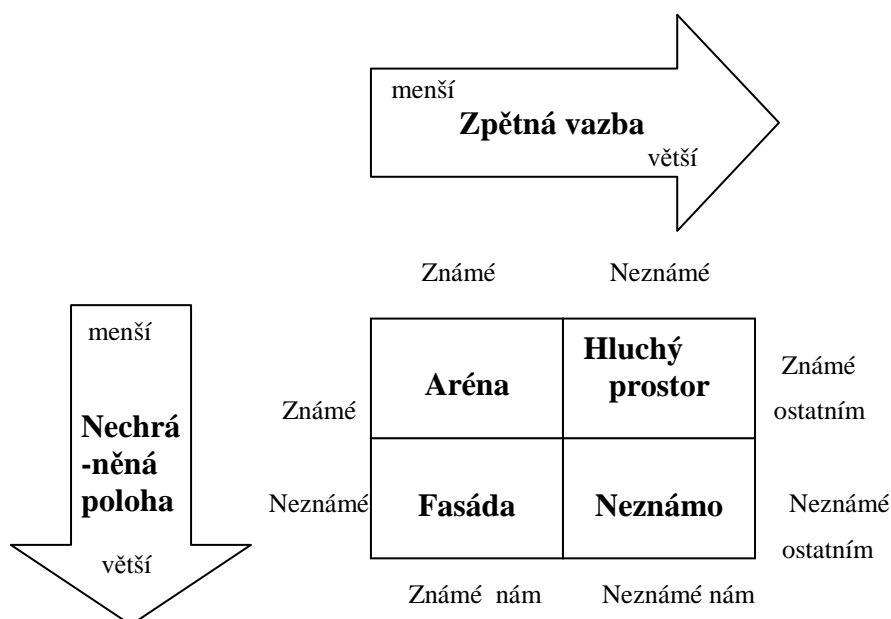 menší
Zpětná vazba
větší
Známé Neznámé
menší
Nechrá
-něná
poloha
větší
Známé
Neznámé
Aréna
Hluchý
prostor
Fasáda
Neznámo
Známé
ostatním
Neznámé
ostatním
Známé nám Neznámé nám